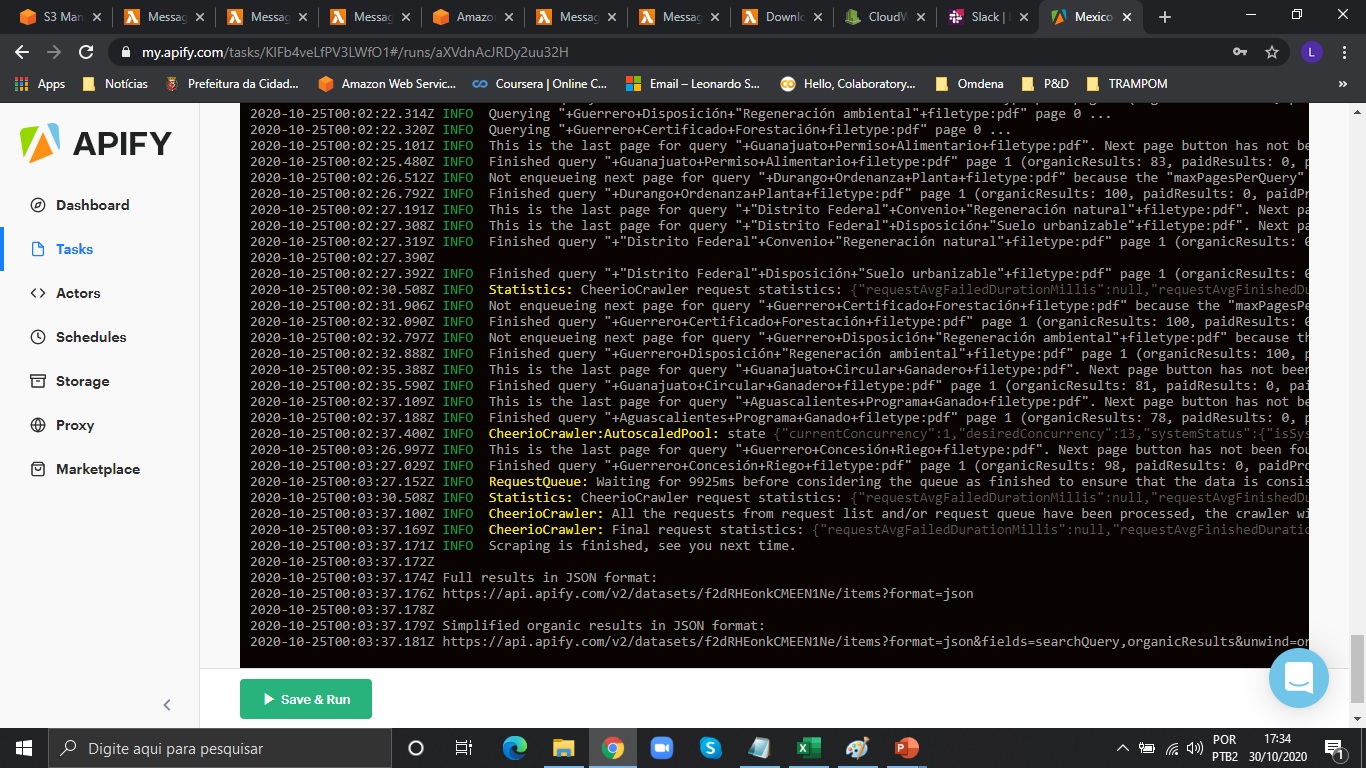 S3 Man
Messag
Messag
Messag
Amazo
Messag
Messag
Downlo
CloudW
Slack |
Mexico
my.apify.com/tasks/KlFb4veLfPV3LWfO1#/runs/aXVdnAcJRDy2uu32H
L
Apps
Notícias
Prefeitura da Cidad...
Amazon Web Servic...
Coursera | Online C...
Email – Leonardo S...
Hello, Colaboratory...
Omdena
P&D
TRAMPOM
»
APIFY
Dashboard
Tasks
Actors
Schedules
Storage
Proxy
Marketplace
2020-10-25T00:02:22.314Z INFO Querying "+Guerrero+Disposición+"Regeneración ambiental"+filetype:pdf" page 0 ...
2020-10-25T00:02:22.320Z INFO Querying "+Guerrero+Certificado+Forestación+filetype:pdf" page 0 ...
2020-10-25T00:02:25.101Z INFO This is the last page for query "+Guanajuato+Permiso+Alimentario+filetype:pdf". Next page button has not be
2020-10-25T00:02:25.480Z INFO Finished query "+Guanajuato+Permiso+Alimentario+filetype:pdf" page 1 (organicResults: 83, paidResults: 0, p
2020-10-25T00:02:26.512Z INFO Not enqueueing next page for query "+Durango+Ordenanza+Planta+filetype:pdf" because the "maxPagesPerQuery"
2020-10-25T00:02:26.792Z INFO Finished query "+Durango+Ordenanza+Planta+filetype:pdf" page 1 (organicResults: 100, paidResults: 0, paidPr
2020-10-25T00:02:27.191Z INFO This is the last page for query "+"Distrito Federal"+Convenio+"Regeneración natural"+filetype:pdf". Next pa
2020-10-25T00:02:27.308Z INFO This is the last page for query "+"Distrito Federal"+Disposición+"Suelo urbanizable"+filetype:pdf". Next pa
2020-10-25T00:02:27.319Z INFO Finished query "+"Distrito Federal"+Convenio+"Regeneración natural"+filetype:pdf" page 1 (organicResults: 6
2020-10-25T00:02:27.390Z
2020-10-25T00:02:27.392Z INFO Finished query "+"Distrito Federal"+Disposición+"Suelo urbanizable"+filetype:pdf" page 1 (organicResults: 6
2020-10-25T00:02:30.508Z INFO Statistics: CheerioCrawler request statistics: {"requestAvgFailedDurationMillis":null,"requestAvgFinishedDu
2020-10-25T00:02:31.906Z INFO Not enqueueing next page for query "+Guerrero+Certificado+Forestación+filetype:pdf" because the "maxPagesPe
2020-10-25T00:02:32.090Z INFO Finished query "+Guerrero+Certificado+Forestación+filetype:pdf" page 1 (organicResults: 100, paidResults: 0
2020-10-25T00:02:32.797Z INFO Not enqueueing next page for query "+Guerrero+Disposición+"Regeneración ambiental"+filetype:pdf" because th
2020-10-25T00:02:32.888Z INFO Finished query "+Guerrero+Disposición+"Regeneración ambiental"+filetype:pdf" page 1 (organicResults: 100, p
2020-10-25T00:02:35.388Z INFO This is the last page for query "+Guanajuato+Circular+Ganadero+filetype:pdf". Next page button has not been
2020-10-25T00:02:35.590Z INFO Finished query "+Guanajuato+Circular+Ganadero+filetype:pdf" page 1 (organicResults: 81, paidResults: 0, pai
2020-10-25T00:02:37.109Z INFO This is the last page for query "+Aguascalientes+Programa+Ganado+filetype:pdf". Next page button has not be
2020-10-25T00:02:37.188Z INFO Finished query "+Aguascalientes+Programa+Ganado+filetype:pdf" page 1 (organicResults: 78, paidResults: 0, p
2020-10-25T00:02:37.400Z INFO CheerioCrawler:AutoscaledPool: state {"currentConcurrency":1,"desiredConcurrency":13,"systemStatus":{"isSys
2020-10-25T00:03:26.997Z INFO This is the last page for query "+Guerrero+Concesión+Riego+filetype:pdf". Next page button has not been fou
2020-10-25T00:03:27.029Z INFO Finished query "+Guerrero+Concesión+Riego+filetype:pdf" page 1 (organicResults: 98, paidResults: 0, paidPro
2020-10-25T00:03:27.152Z INFO RequestQueue: Waiting for 9925ms before considering the queue as finished to ensure that the data is consis
2020-10-25T00:03:30.508Z INFO Statistics: CheerioCrawler request statistics: {"requestAvgFailedDurationMillis":null,"requestAvgFinishedDu
2020-10-25T00:03:37.100Z INFO CheerioCrawler: All the requests from request list and/or request queue have been processed, the crawler wi
2020-10-25T00:03:37.169Z INFO CheerioCrawler: Final request statistics: {"requestAvgFailedDurationMillis":null,"requestAvgFinishedDuratio
2020-10-25T00:03:37.171Z INFO Scraping is finished, see you next time.
2020-10-25T00:03:37.172Z
2020-10-25T00:03:37.174Z Full results in JSON format:
2020-10-25T00:03:37.176Z https://api.apify.com/v2/datasets/f2dRHEonkCMEEN1Ne/items?format=json
2020-10-25T00:03:37.178Z
2020-10-25T00:03:37.179Z Simplified organic results in JSON format:
2020-10-25T00:03:37.181Z https://api.apify.com/v2/datasets/f2dRHEonkCMEEN1Ne/items?format=json&fields=searchQuery,organicResults&unwind=or
Save & Run
Digite aqui para pesquisar
POR
PTB2
17:34
30/10/2020
1